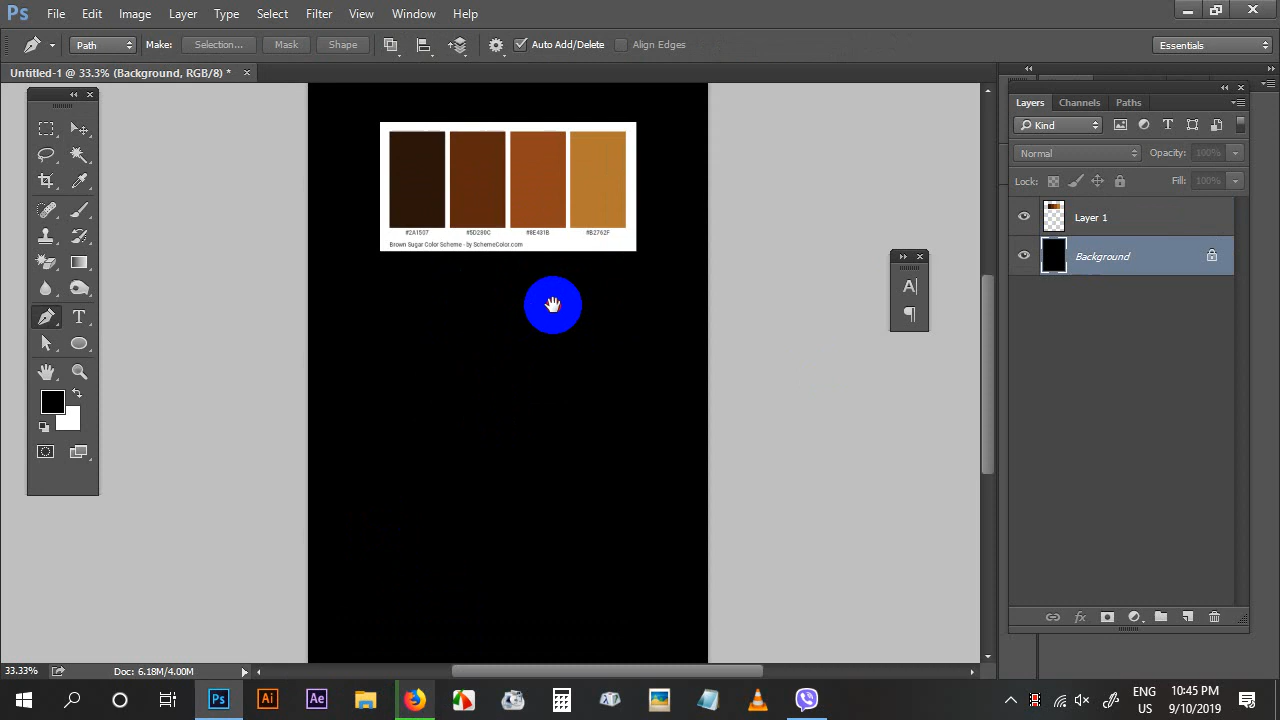 Ps File Edit Image Layer Type Select Filter View Window Help
Path Make: Selection... Mask Shape Auto Add/Delete Align Edges Essentials
Untitled-1 @ 33.3% (Background, RGB/8) *
Layers Channels Paths
Kind
Normal Opacity: 100%
Lock: Fill: 100%
Layer 1
Background
#2A1507 #5D280C #8E431B #B2762F
Brown Sugar Color Scheme - by SchemeColor.com
A
T
33.33% Doc: 6.18M/4.00M
Ps Ai Ae
ENG
US
10:45 PM
9/10/2019